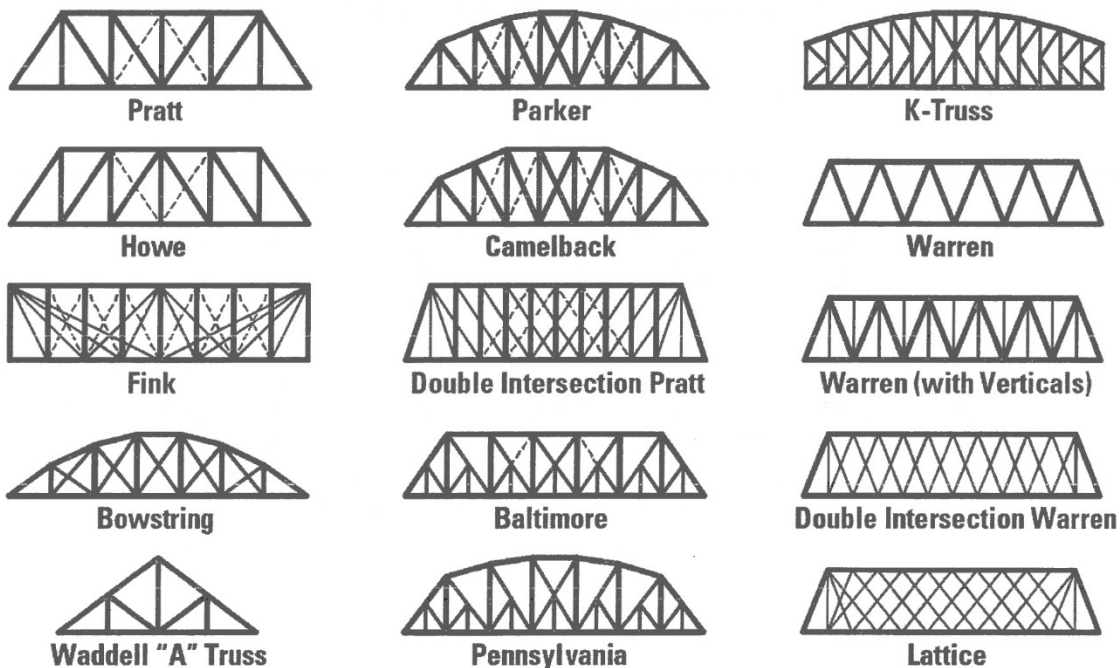 Pratt
Parker
K-Truss
Howe
Camelback
Warren
Fink
Double Intersection Pratt
Warren (with Verticals)
Bowstring
Baltimore
Double Intersection Warren
Waddell “A” Truss
Pennsylvania
Lattice